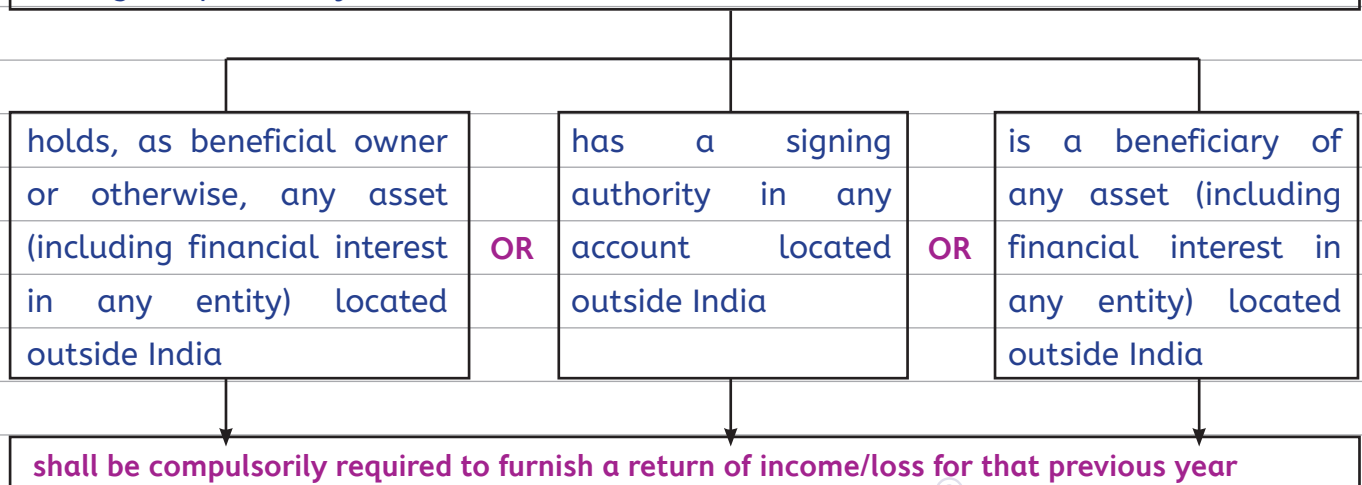 holds, as beneficial owner
or otherwise, any asset
(including financial interest
in any entity) located
outside India
OR
has a signing
authority in any
account located
outside India
OR
is a beneficiary of
any asset (including
financial interest in
any entity) located
outside India
shall be compulsorily required to furnish a return of income/loss for that previous year